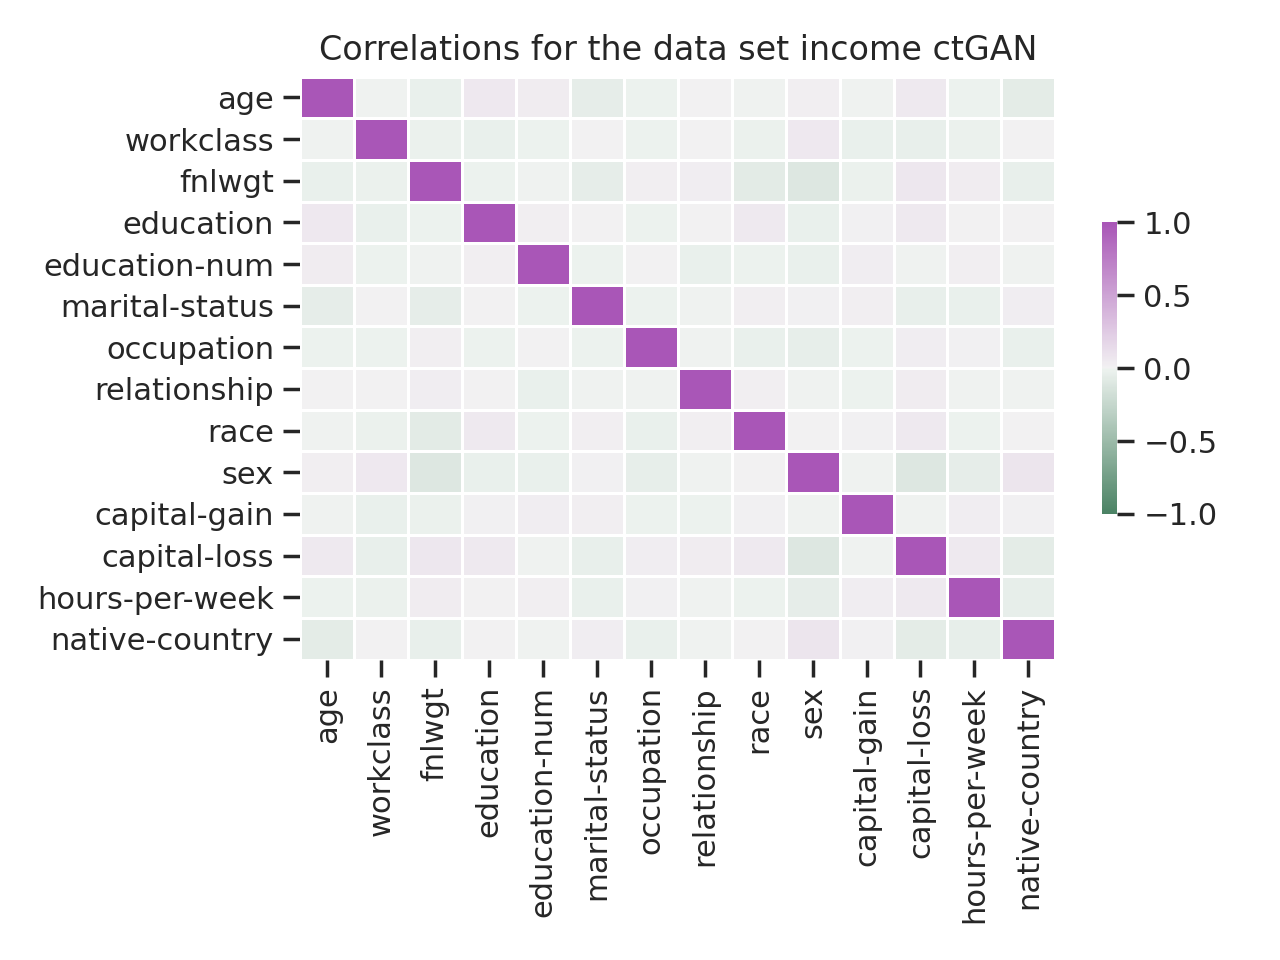 Correlations for the data set income ctGAN
age
workclass
fnlwgt
education
education-num
marital-status
occupation
relationship
race
sex
capital-gain
capital-loss
hours-per-week
native-country
1.0
0.5
0.0
−0.5
−1.0
age
workclass
fnlwgt
education
education-num
marital-status
occupation
relationship
race
sex
capital-gain
capital-loss
hours-per-week
native-country